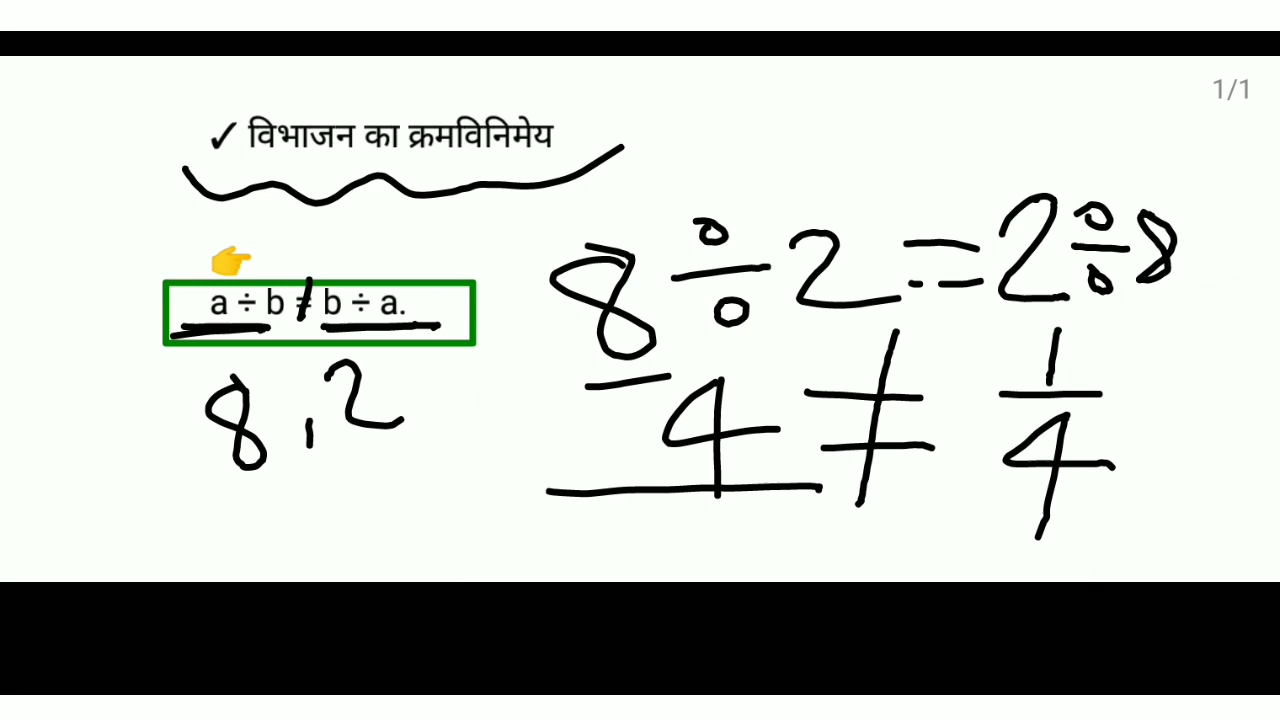 1/1
✓ विभाजन का क्रमविनिमेय
👉
a ÷ b ≠ b ÷ a.
8 , 2
8 ÷ 2 = 2 ÷ 8
4 ≠ 1/4